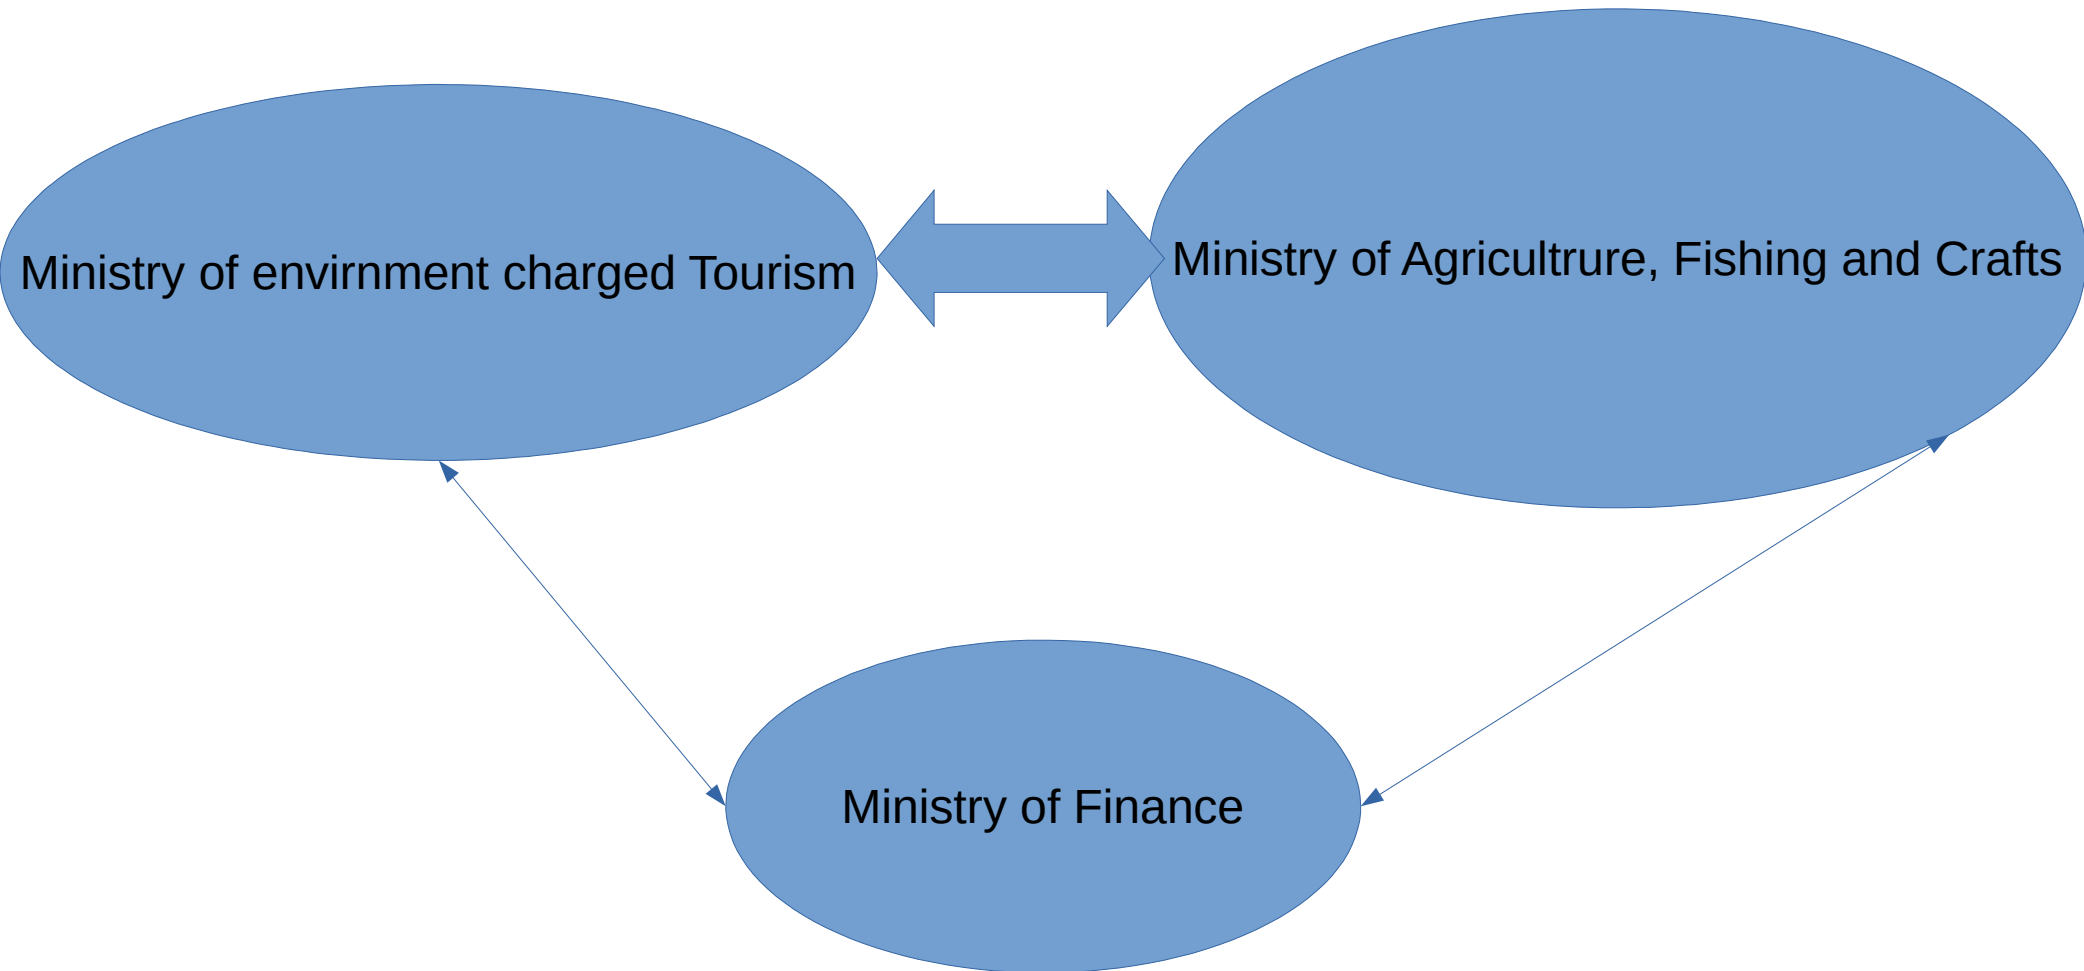 Ministry of envirnment charged Tourism
Ministry of Agricultrure, Fishing and Crafts
Ministry of Finance